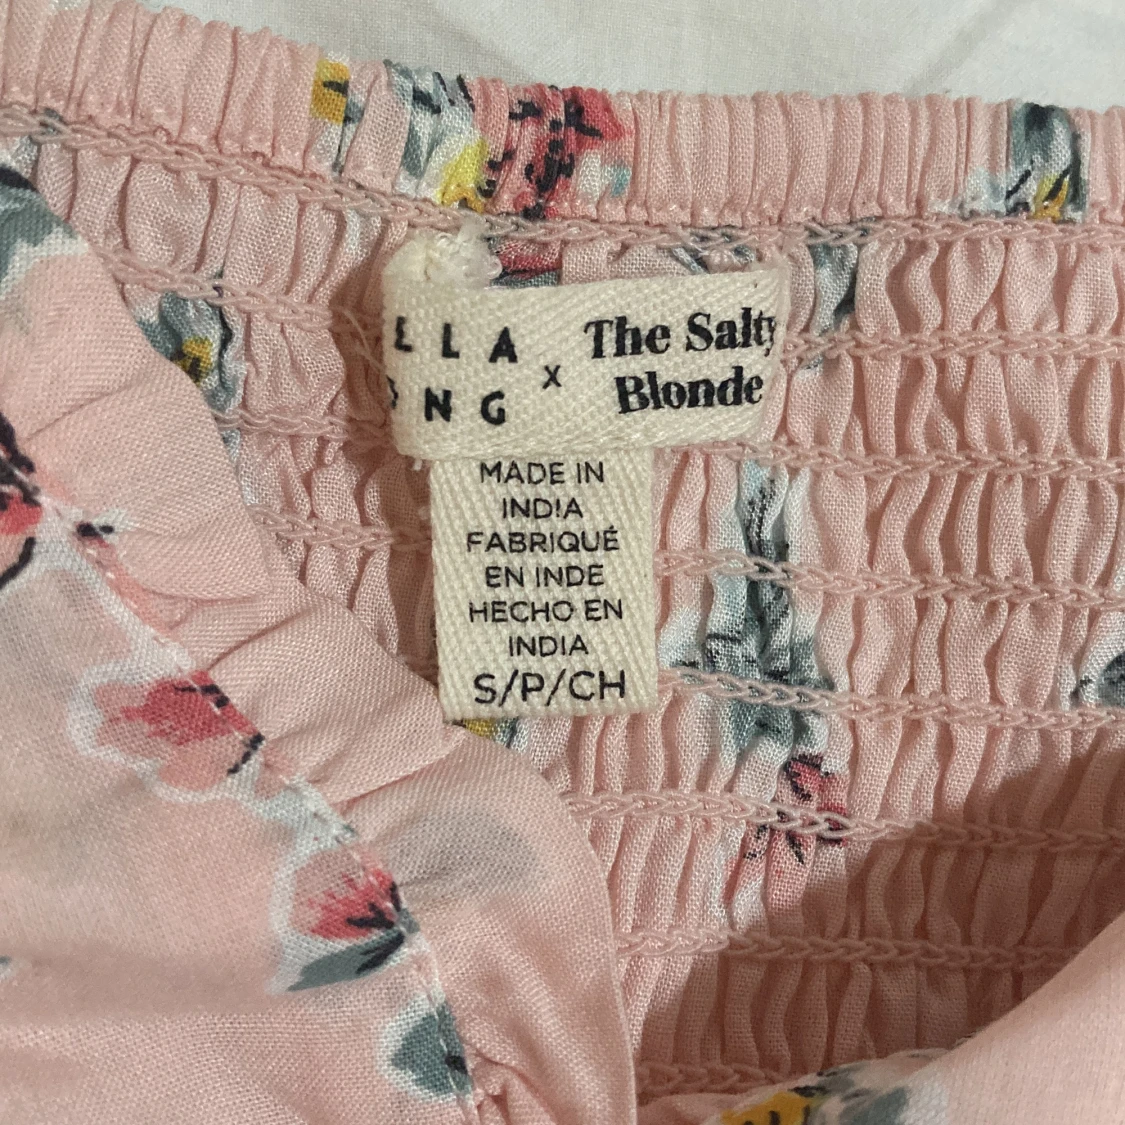 LLA
NG
x
The Salty
Blonde
MADE IN
INDIA
FABRIQUÉ
EN INDE
HECHO EN
INDIA
S/P/CH